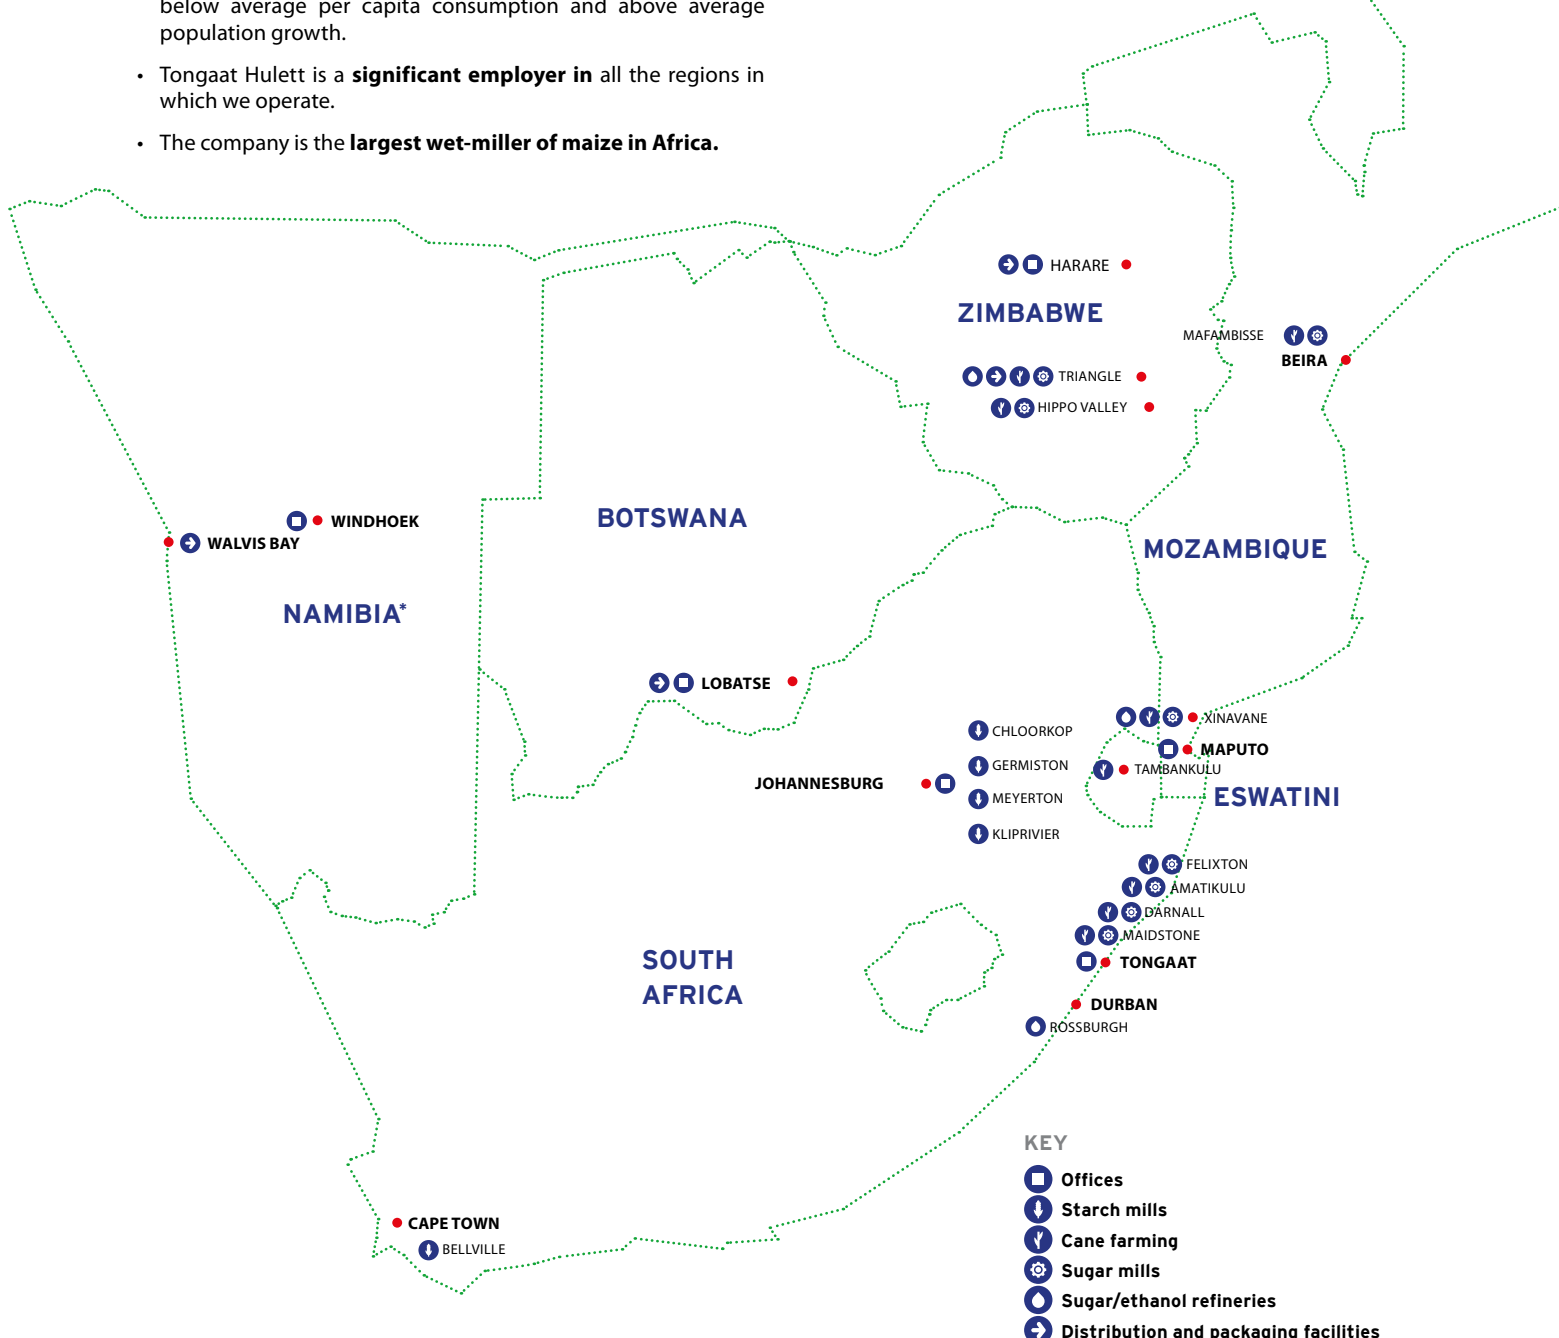 below average per capita consumption and above average
population growth.
• Tongaat Hulett is a significant employer in all the regions in
which we operate.
• The company is the largest wet-miller of maize in Africa.
HARARE
ZIMBABWE
MAFAMBISSE
BEIRA
TRIANGLE
HIPPO VALLEY
WINDHOEK
WALVIS BAY
BOTSWANA
MOZAMBIQUE
NAMIBIA*
LOBATSE
XINAVANE
CHLOORKOP
MAPUTO
GERMISTON
TAMBANKULU
JOHANNESBURG
MEYERTON
ESWATINI
KLIPRIVIER
FELIXTON
AMATIKULU
DARNALL
MAIDSTONE
SOUTH
AFRICA
TONGAAT
DURBAN
ROSSBURGH
CAPE TOWN
BELLVILLE
KEY
Offices
Starch mills
Cane farming
Sugar mills
Sugar/ethanol refineries
Distribution and packaging facilities